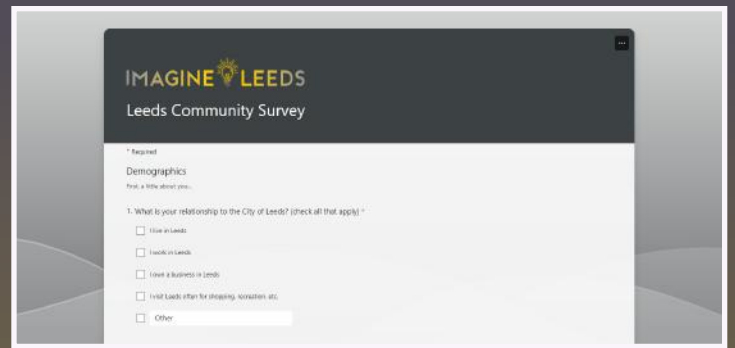 IMAGINE LEEDS
Leeds Community Survey
* Required
Demographics
First, a little about you...
1. What is your relationship to the City of Leeds? (check all that apply) *
I live in Leeds
I work in Leeds
I own a business in Leeds
I visit Leeds often for shopping, recreation, etc.
Other